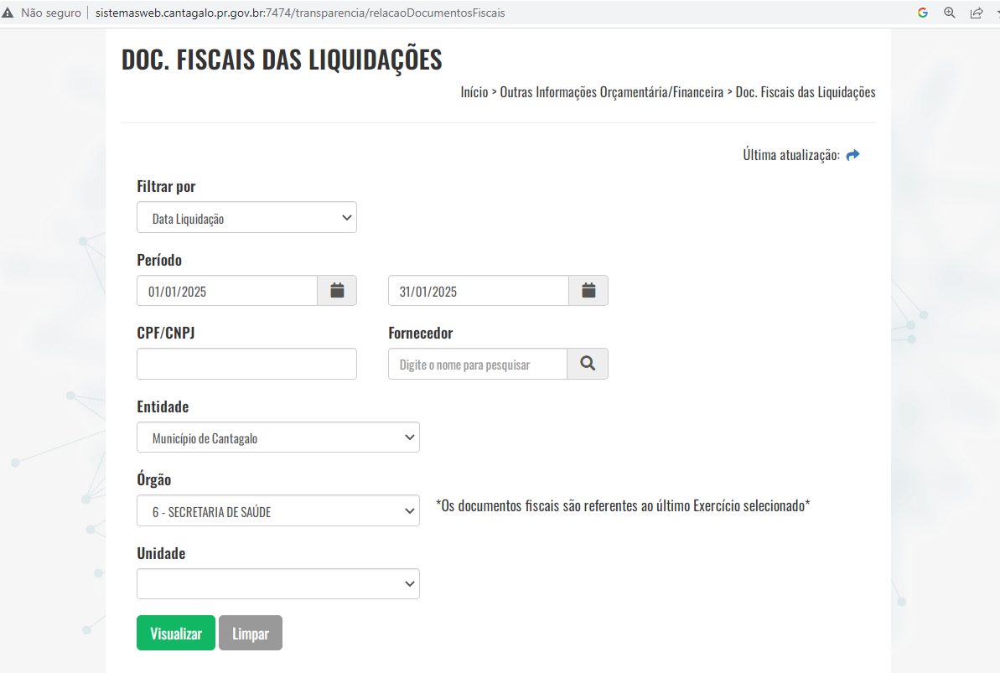 Não seguro
sistemasweb.cantagalo.pr.gov.br:7474/transparencia/relacaoDocumentosFiscais
DOC. FISCAIS DAS LIQUIDAÇÕES
Início > Outras Informações Orçamentária/Financeira > Doc. Fiscais das Liquidações
Última atualização:
Filtrar por
Data Liquidação
Período
01/01/2025
31/01/2025
CPF/CNPJ
Fornecedor
Digite o nome para pesquisar
Entidade
Município de Cantagalo
Órgão
6 - SECRETARIA DE SAÚDE
*Os documentos fiscais são referentes ao último Exercício selecionado*
Unidade
Visualizar
Limpar